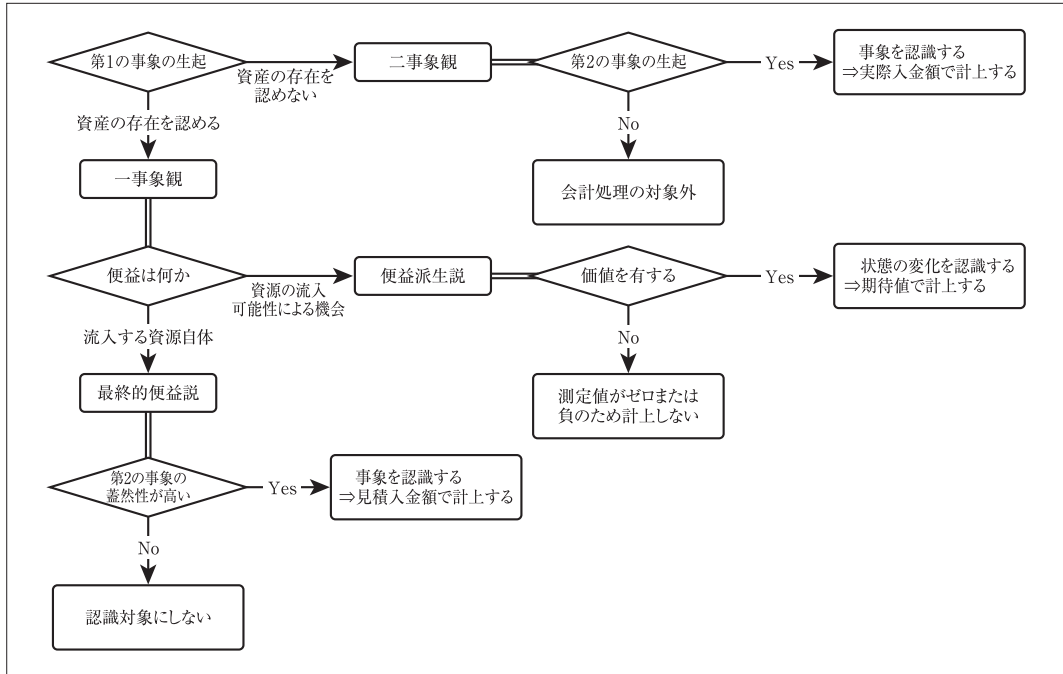 第1の事象の生起
資産の存在を
認めない
二事象観
第2の事象の生起
Yes
事象を認識する
⇒実際入金額で計上する
資産の存在を認める
No
一事象観
会計処理の対象外
便益は何か
資源の流入
可能性による機会
便益派生説
価値を有する
Yes
状態の変化を認識する
⇒期待値で計上する
流入する資源自体
No
最終的便益説
測定値がゼロまたは
負のため計上しない
第2の事象の
蓋然性が高い
Yes
事象を認識する
⇒見積入金額で計上する
No
認識対象にしない